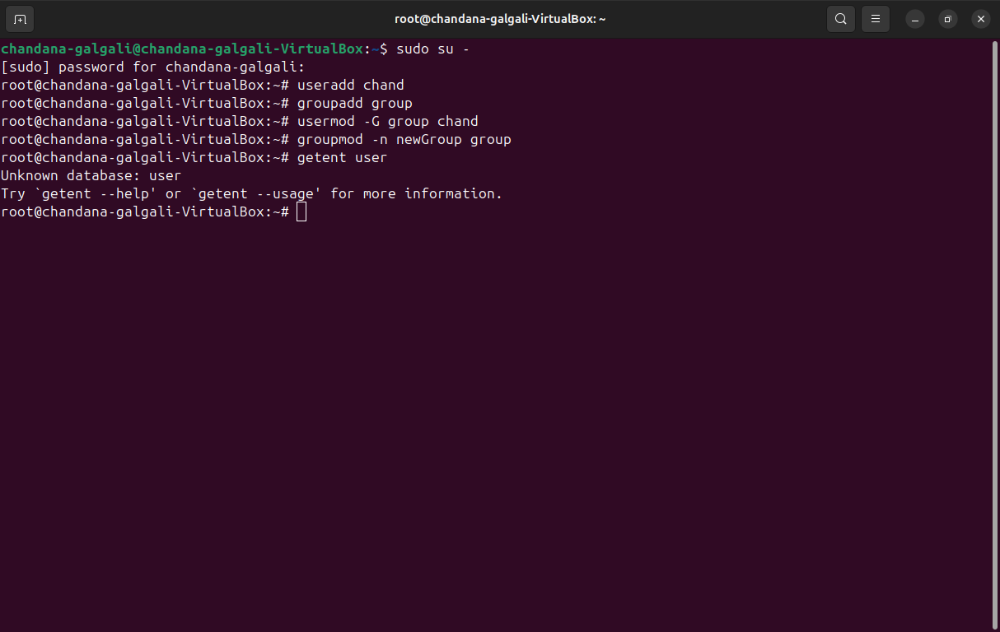 root@chandana-galgali-VirtualBox: ~
chandana-galgali@chandana-galgali-VirtualBox:~$ sudo su -
[sudo] password for chandana-galgali:
root@chandana-galgali-VirtualBox:~# useradd chand
root@chandana-galgali-VirtualBox:~# groupadd group
root@chandana-galgali-VirtualBox:~# usermod -G group chand
root@chandana-galgali-VirtualBox:~# groupmod -n newGroup group
root@chandana-galgali-VirtualBox:~# getent user
Unknown database: user
Try `getent --help' or `getent --usage' for more information.
root@chandana-galgali-VirtualBox:~#